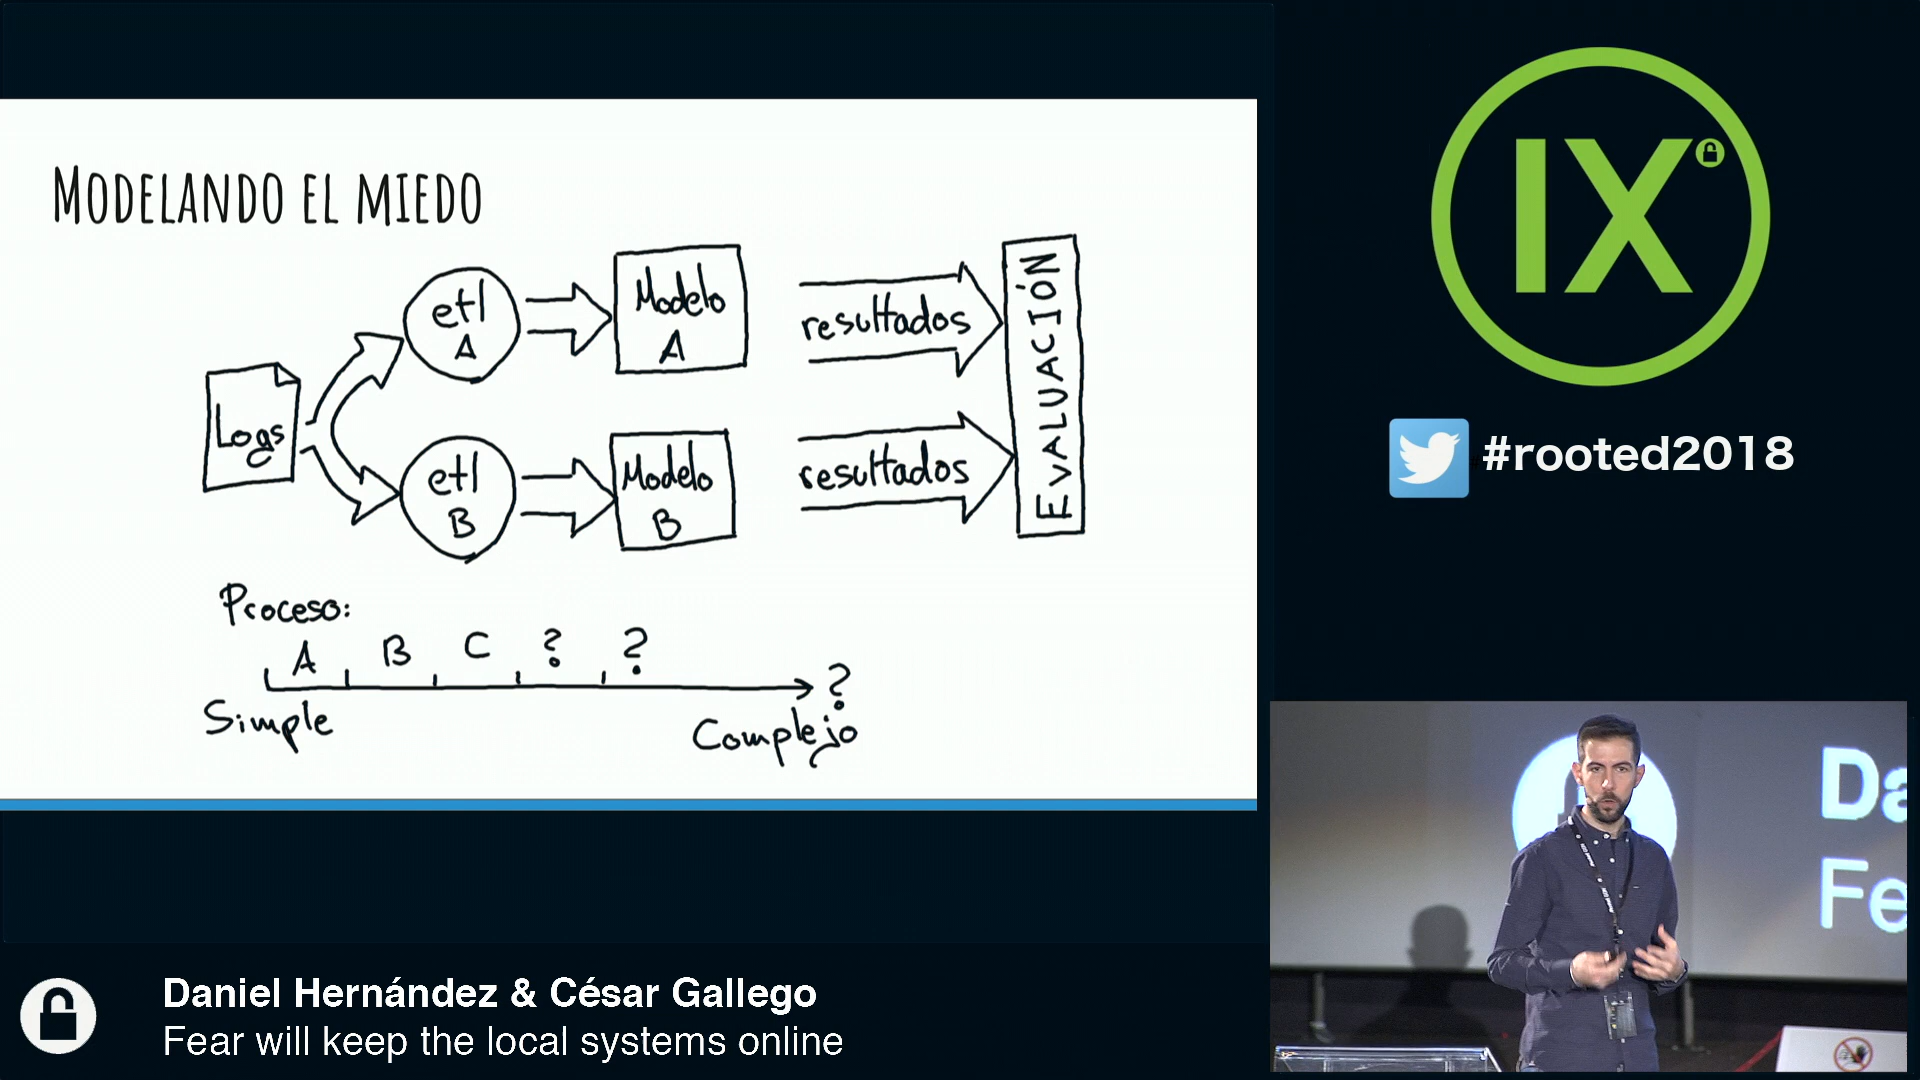 MODELANDO EL MIEDO
Logs
etl
A
Modelo
A
resultados
etl
B
Modelo
B
resultados
EVALUACIÓN
Proceso:
A B C ? ?
?
Simple
Complejo
IX
#rooted2018
Da
Fe
Daniel Hernández & César Gallego
Fear will keep the local systems online